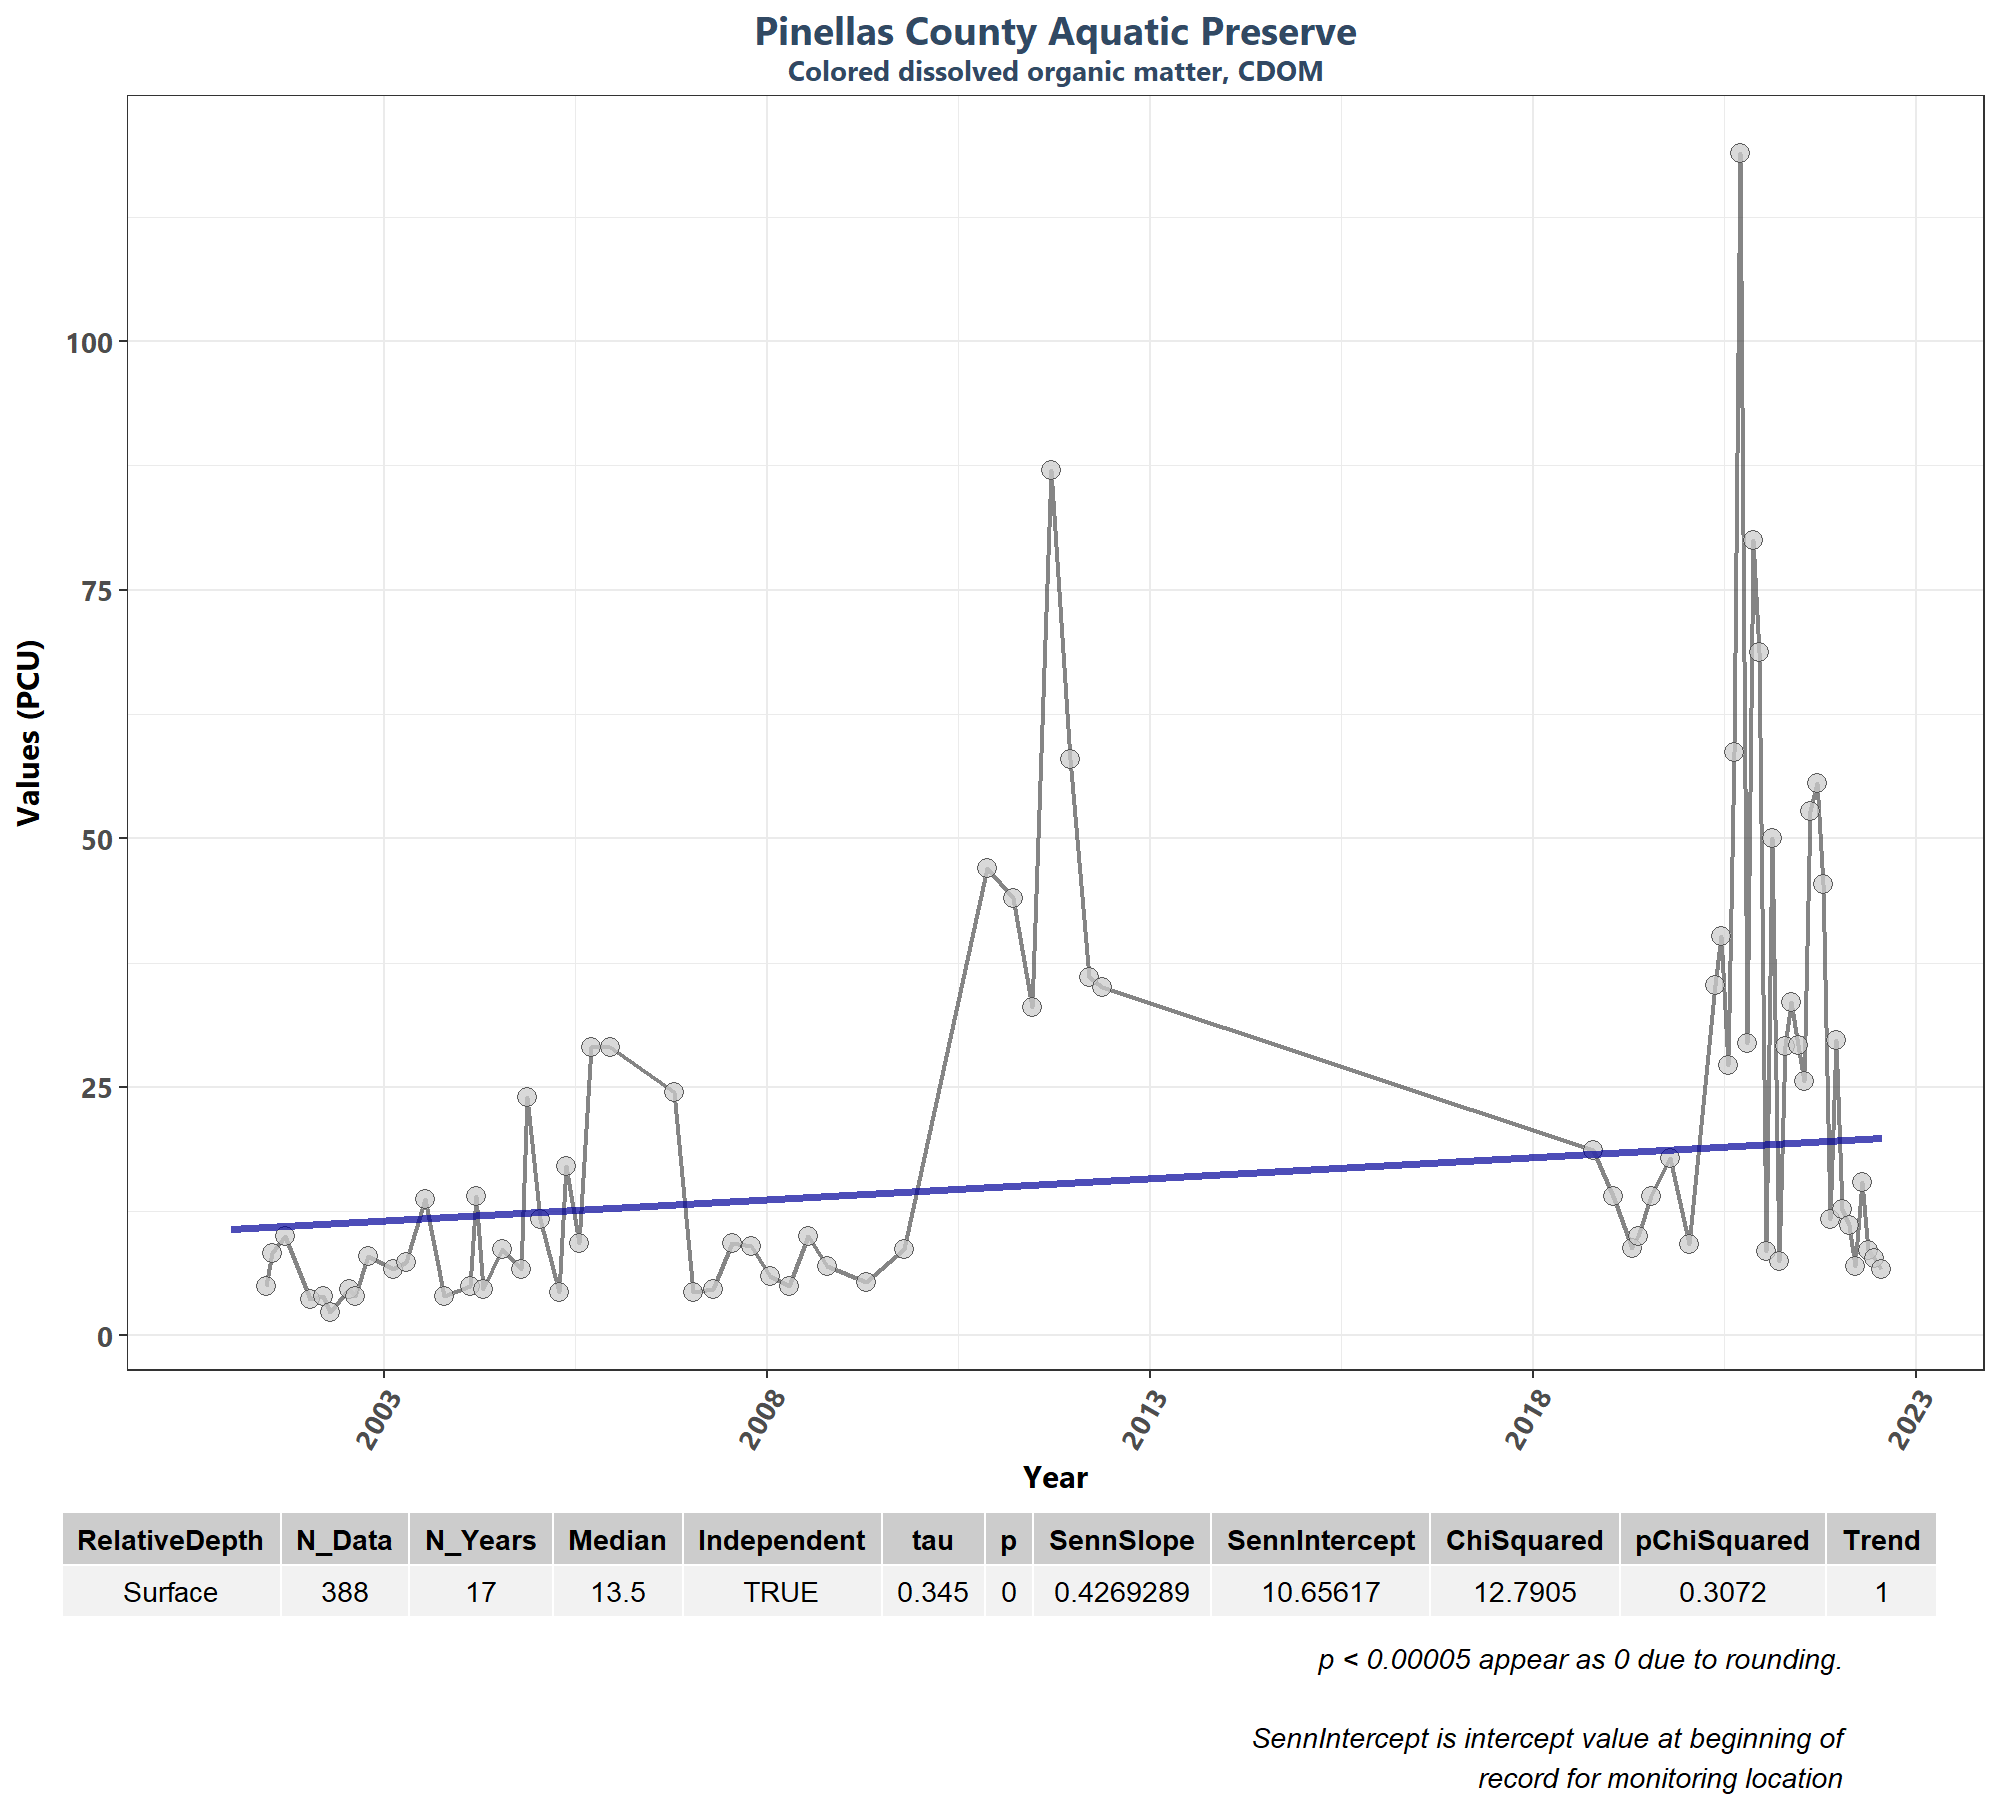 Pinellas County Aquatic Preserve
Colored dissolved organic matter, CDOM
Values (PCU)
100
75
50
25
0
2003 2008 2013 2018 2023
Year
RelativeDepth N_Data N_Years Median Independent tau p SennSlope SennIntercept ChiSquared pChiSquared Trend
Surface 388 17 13.5 TRUE 0.345 0 0.4269289 10.65617 12.7905 0.3072 1
p < 0.00005 appear as 0 due to rounding.
SennIntercept is intercept value at beginning of
record for monitoring location